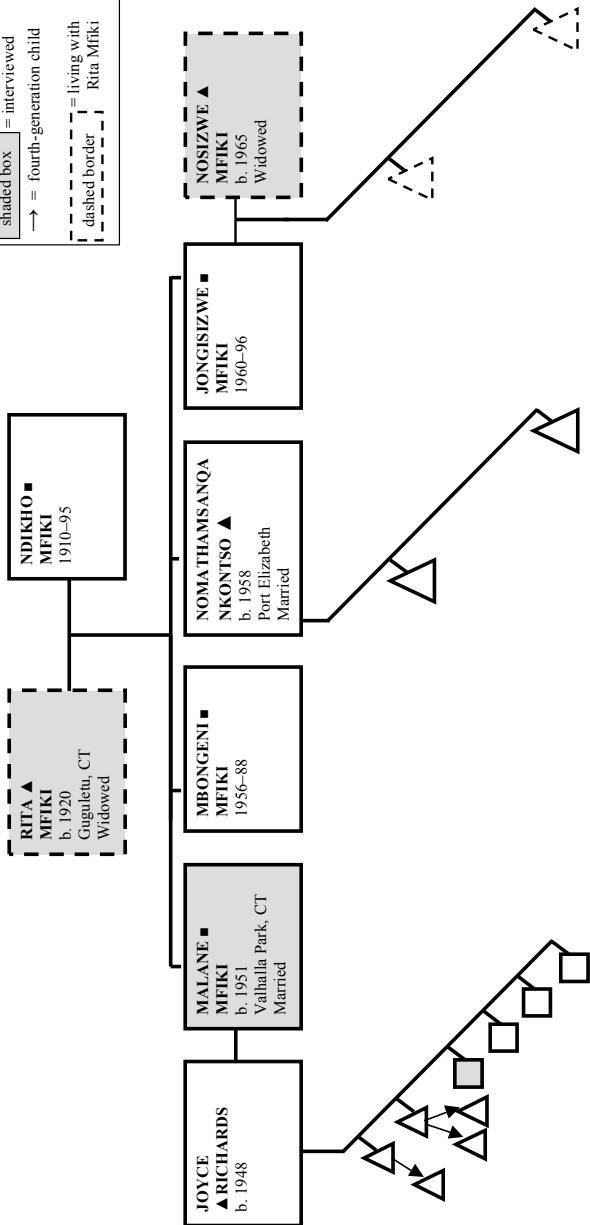 shaded box = interviewed
→ = fourth-generation child
dashed border = living with
Rita Mfiki
RITA ▲
MFIKI
b. 1920
Guguletu, CT
Widowed
NDIKHO ■
MFIKI
1910–95
JOYCE
▲ RICHARDS
b. 1948
MALANE ■
MFIKI
b. 1951
Valhalla Park, CT
Married
MBONGENI ■
MFIKI
1956–88
NOMATHAMSANQA
NKONTSO ▲
b. 1958
Port Elizabeth
Married
JONGISIZWE ■
MFIKI
1960–96
NOSIZWE ▲
MFIKI
b. 1965
Widowed